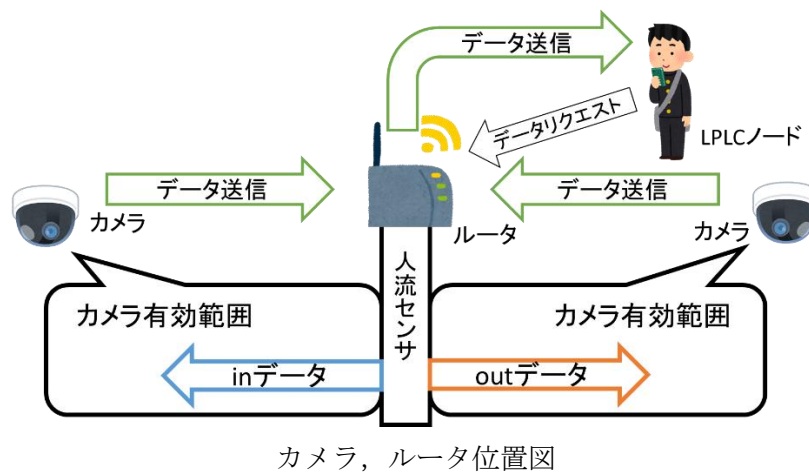 データ送信
データリクエスト
LPLCノード
データ送信
データ送信
カメラ
ルータ
カメラ
人流センサ
カメラ有効範囲
カメラ有効範囲
inデータ
outデータ
カメラ，ルータ位置図